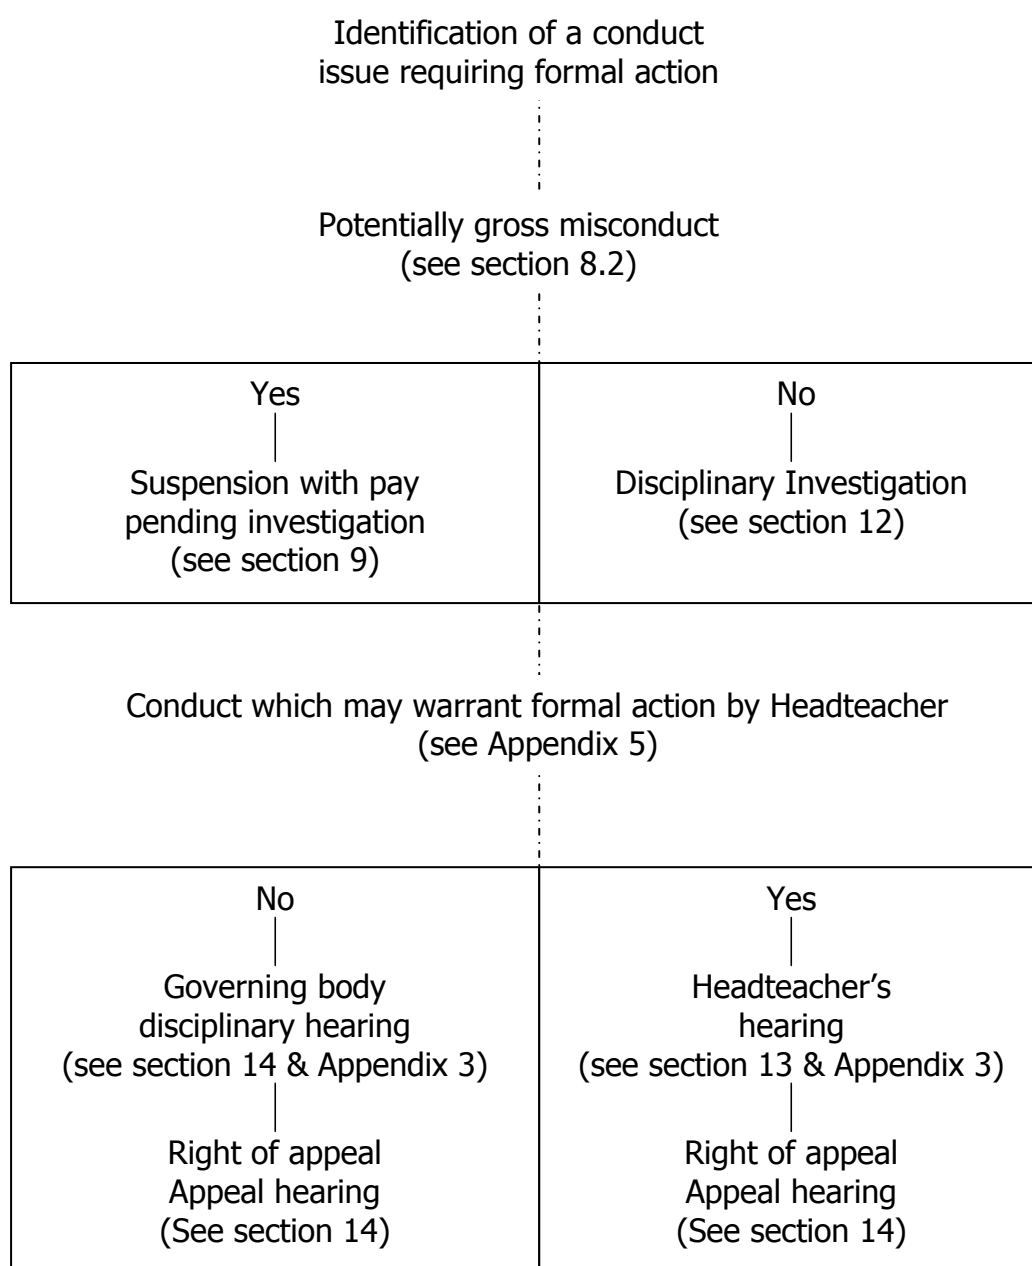 Identification of a conduct
issue requiring formal action
Potentially gross misconduct
(see section 8.2)
Yes
Suspension with pay
pending investigation
(see section 9)
No
Disciplinary Investigation
(see section 12)
Conduct which may warrant formal action by Headteacher
(see Appendix 5)
No
Governing body
disciplinary hearing
(see section 14 & Appendix 3)
Right of appeal
Appeal hearing
(See section 14)
Yes
Headteacher’s
hearing
(see section 13 & Appendix 3)
Right of appeal
Appeal hearing
(See section 14)